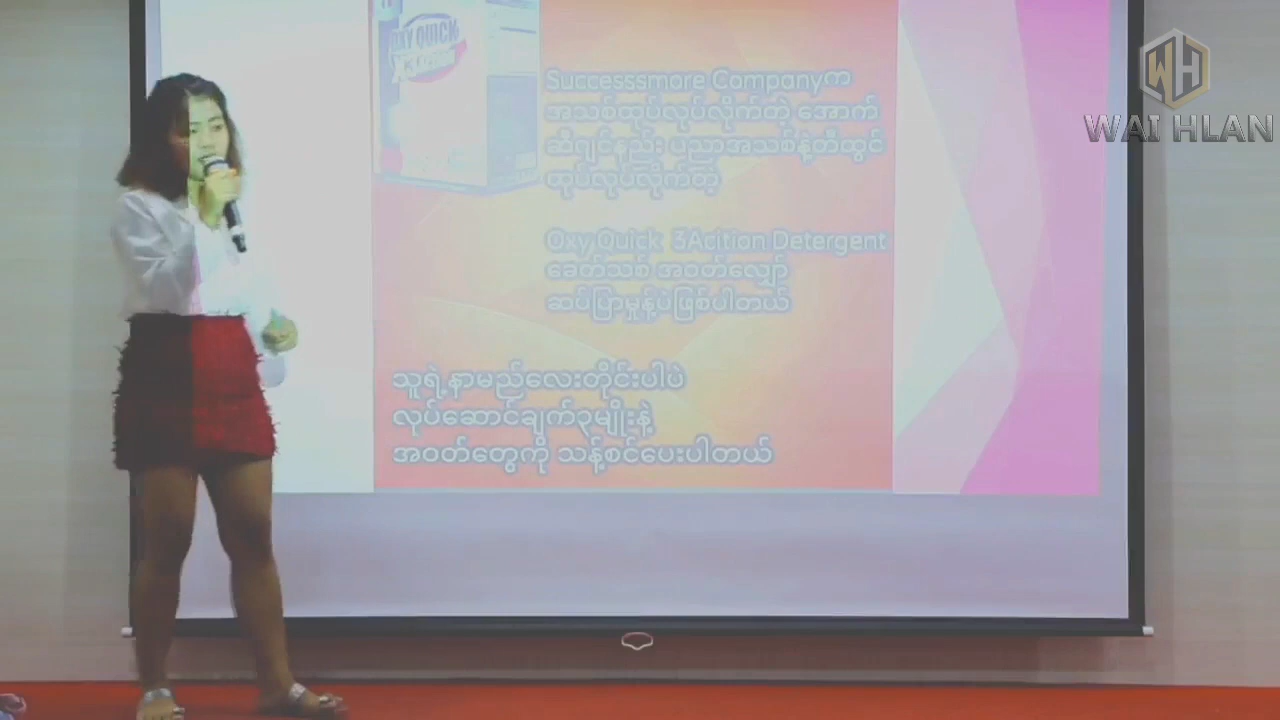 OXY QUICK
Successsmore Companyက
အသစ်ထုပ်လုပ်လိုက်တဲ့ အောက်
ဆီဂျင်နည်း ပညာအသစ်နဲ့တီထွင်
ထုပ်လုပ်လိုက်တဲ့
Oxy Quick 3Acition Detergent
ခေတ်သစ် အဝတ်လျှော်
ဆပ်ပြာမှုန့်ပဲဖြစ်ပါတယ်
သူရဲ့နာမည်လေးတိုင်းပါပဲ
လုပ်ဆောင်ချက်၃မျိုးနဲ့
အဝတ်တွေကို သန့်စင်ပေးပါတယ်
WH
WAI HLAN